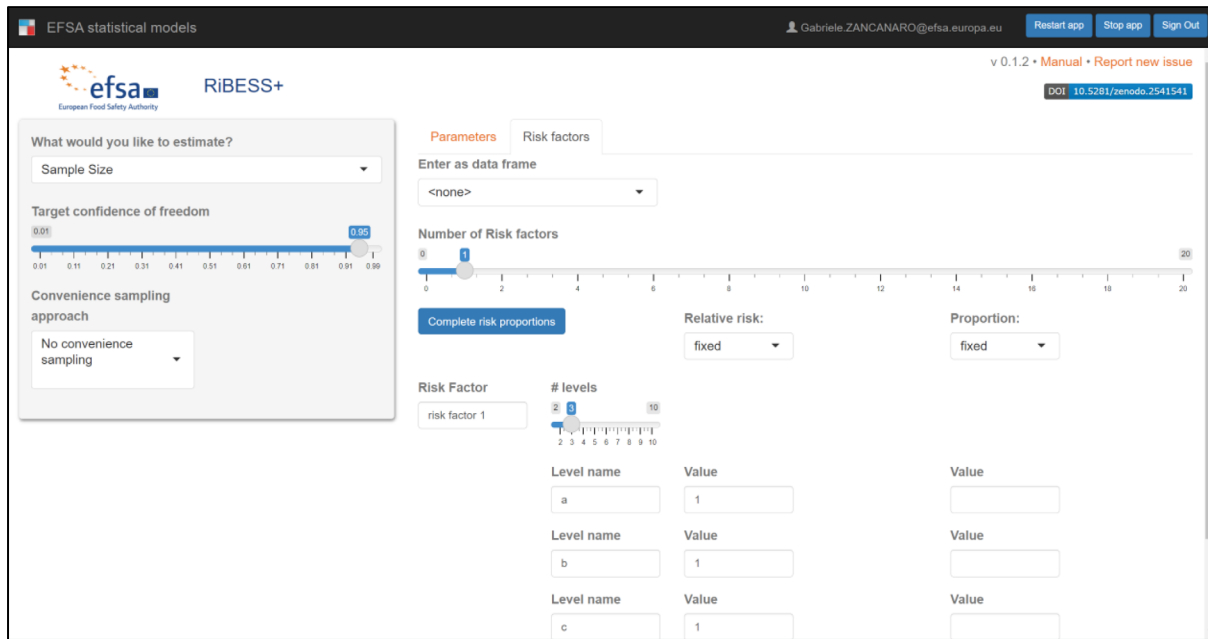 EFSA statistical models
Gabriele.ZANCANARO@efsa.europa.eu
Restart app
Stop app
Sign Out
v 0.1.2 • Manual • Report new issue
DOI 10.5281/zenodo.2541541
efsa
European Food Safety Authority
RiBESS+
What would you like to estimate?
Sample Size
Target confidence of freedom
0.01 0.95
0.01 0.11 0.21 0.31 0.41 0.51 0.61 0.71 0.81 0.91 0.99
Convenience sampling
approach
No convenience
sampling
Parameters Risk factors
Enter as data frame
<none>
Number of Risk factors
0 1 20
0 2 4 6 8 10 12 14 16 18 20
Complete risk proportions
Relative risk:
fixed
Proportion:
fixed
Risk Factor
risk factor 1
# levels
2 3 10
2 3 4 5 6 7 8 9 10
Level name Value Value
a 1
Level name Value Value
b 1
Level name Value Value
c 1